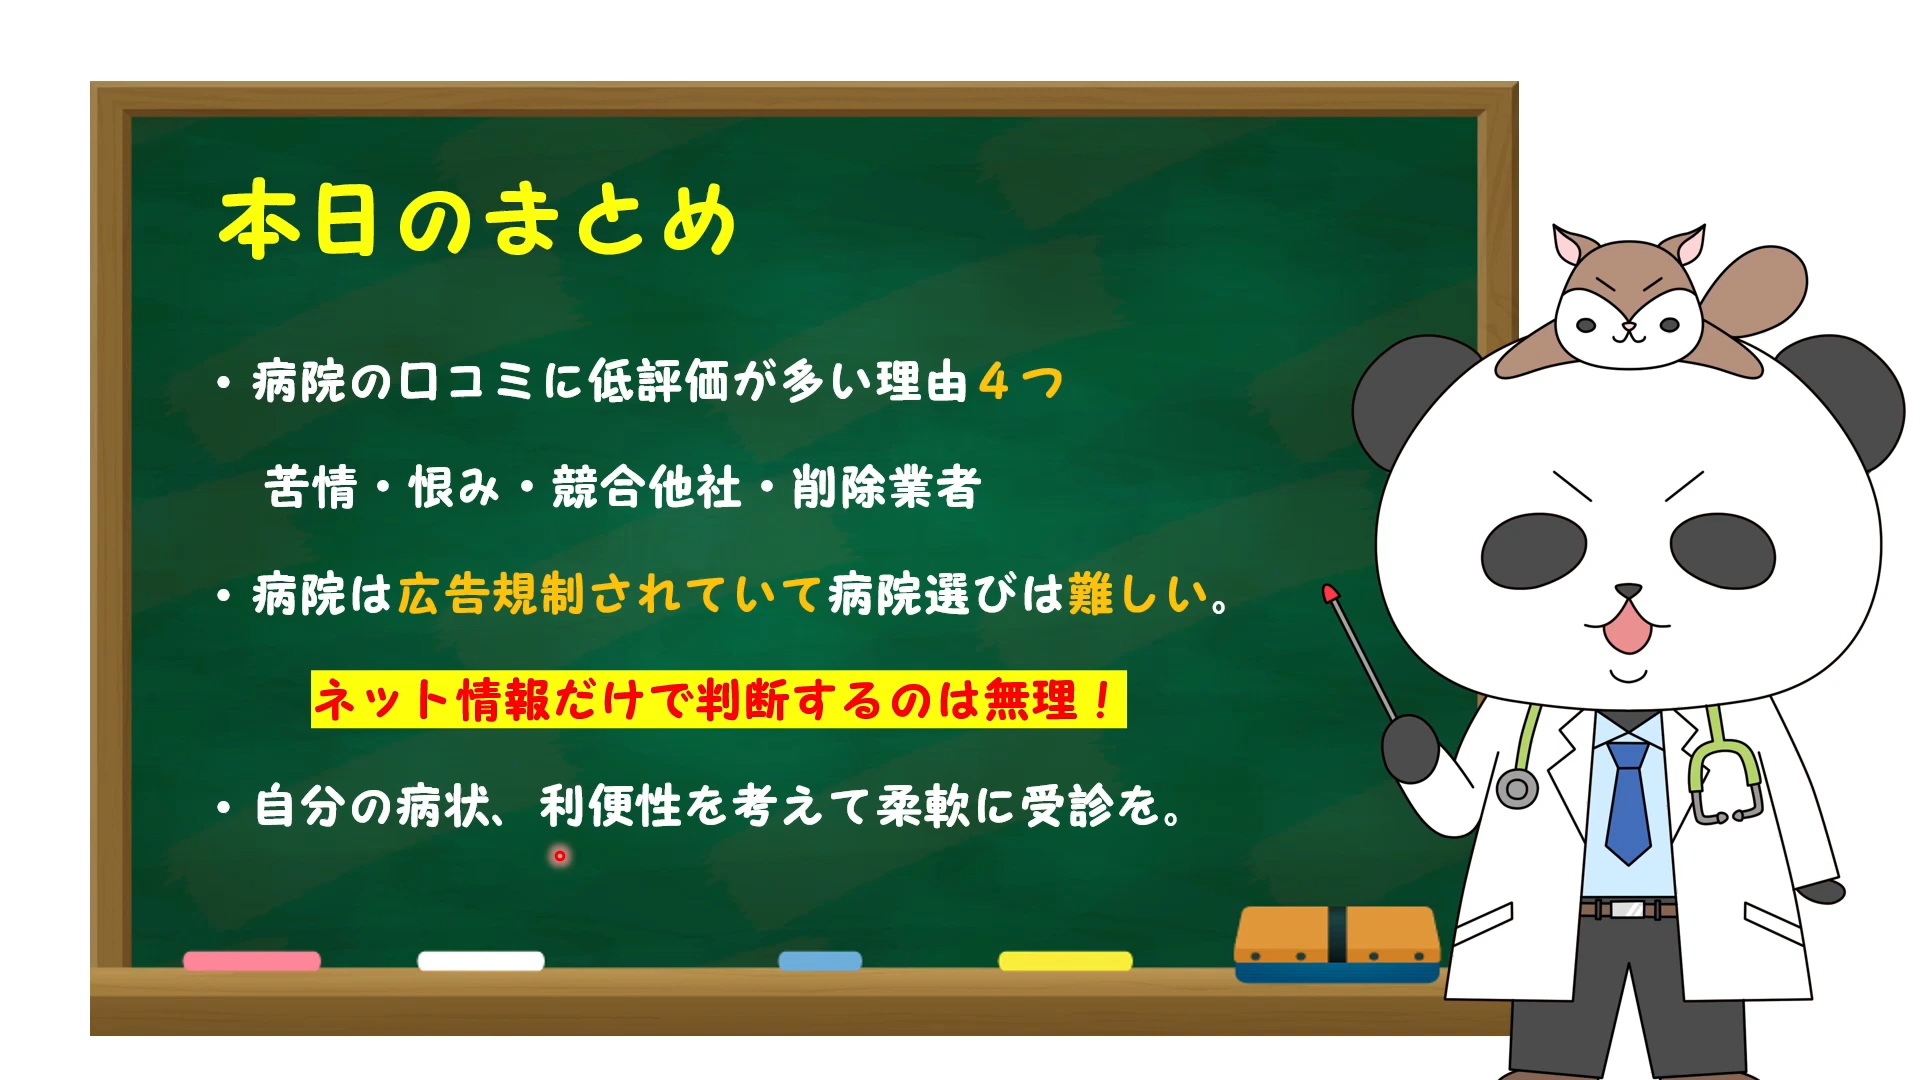 本日のまとめ
・病院の口コミに低評価が多い理由４つ
苦情・恨み・競合他社・削除業者
・病院は広告規制されていて病院選びは難しい。
ネット情報だけで判断するのは無理！
・自分の病状、利便性を考えて柔軟に受診を。